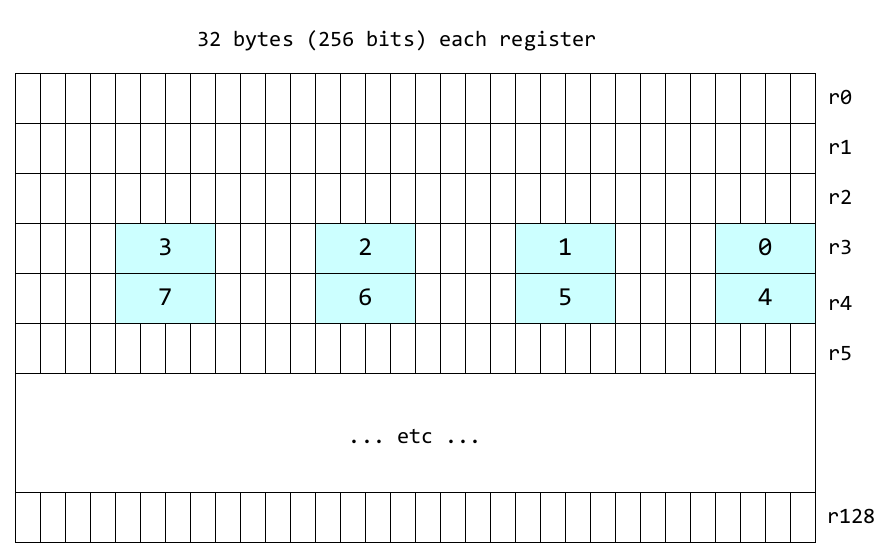 32 bytes (256 bits) each register
r0
r1
r2
3 2 1 0 r3
7 6 5 4 r4
r5
... etc ...
r128